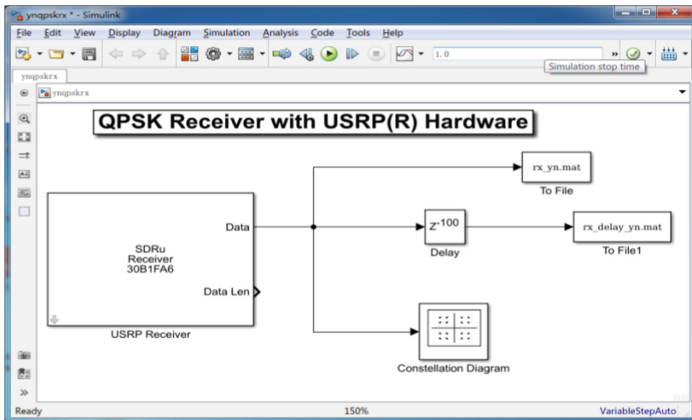 ynqpskrx * - Simulink
File Edit View Display Diagram Simulation Analysis Code Tools Help
1.0
»
Simulation stop time
ynqpskrx
ynqpskrx
QPSK Receiver with USRP(R) Hardware
rx_yn.mat
To File
Data
Z-100
rx_delay_yn.mat
SDRu
Receiver
30B1FA6
Delay
To File1
Data Len
USRP Receiver
Constellation Diagram
»
Ready 150% VariableStepAuto